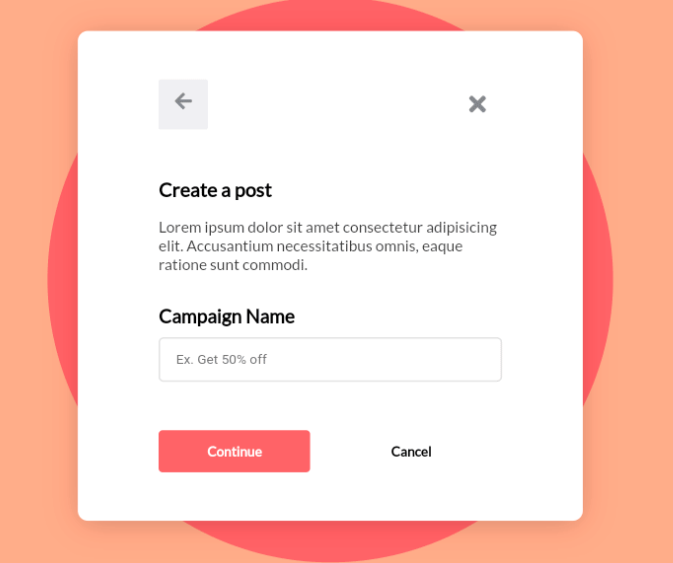 Create a post
Lorem ipsum dolor sit amet consectetur adipisicing
elit. Accusantium necessitatibus omnis, eaque
ratione sunt commodi.
Campaign Name
Ex. Get 50% off
Continue
Cancel